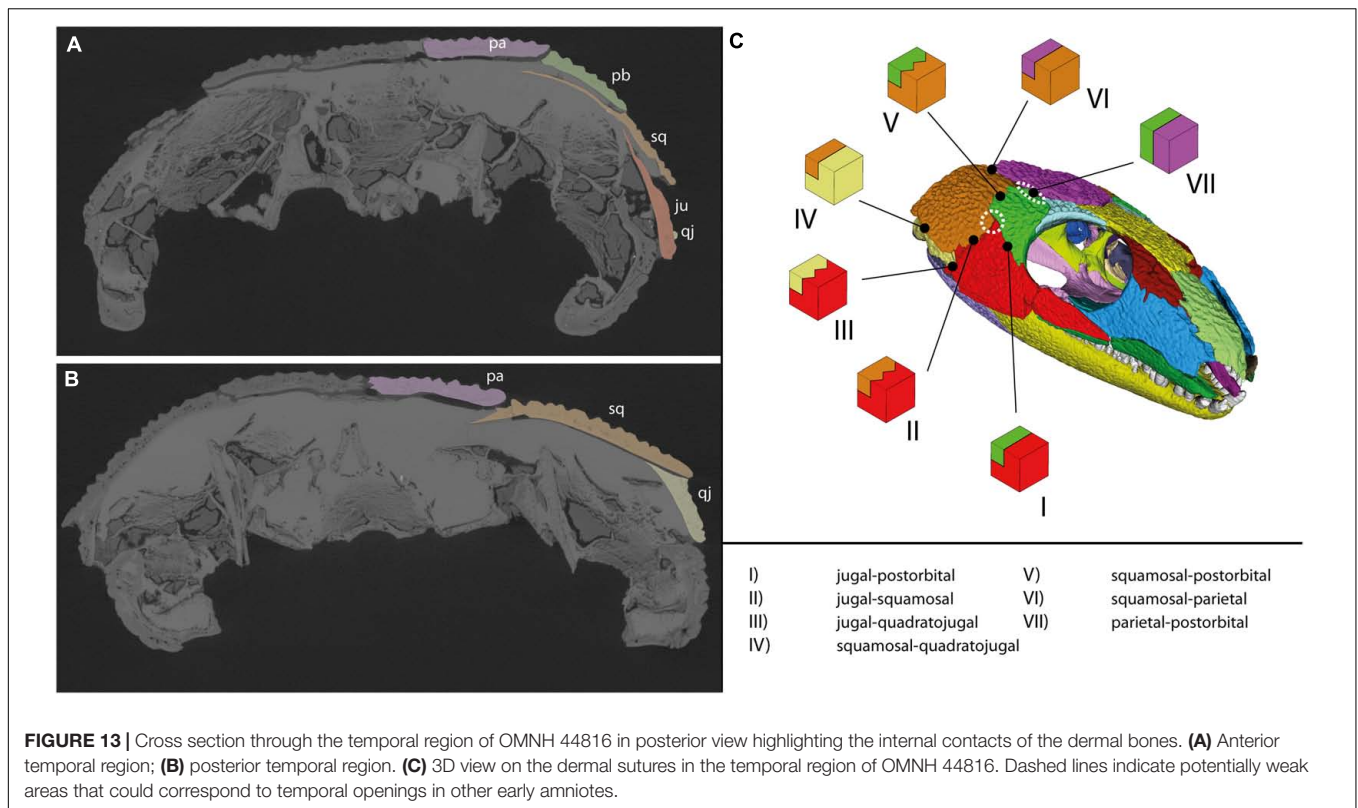 A
pa
pb
sq
ju
qj
B
pa
sq
qj
C
V
VI
VII
IV
III
II
I
I) jugal-postorbital
II) jugal-squamosal
III) jugal-quadratojugal
IV) squamosal-quadratojugal
V) squamosal-postorbital
VI) squamosal-parietal
VII) parietal-postorbital
FIGURE 13 | Cross section through the temporal region of OMNH 44816 in posterior view highlighting the internal contacts of the dermal bones. (A) Anterior
temporal region; (B) posterior temporal region. (C) 3D view on the dermal sutures in the temporal region of OMNH 44816. Dashed lines indicate potentially weak
areas that could correspond to temporal openings in other early amniotes.